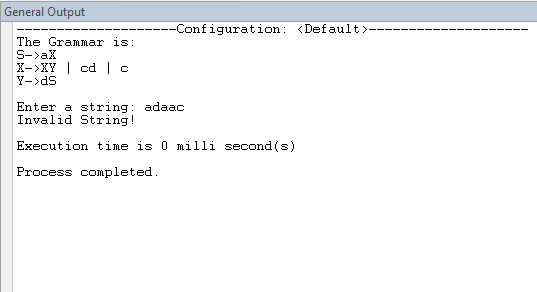 General Output
--------------------Configuration: <Default>--------------------
The Grammar is:
S->aX
X->XY | cd | c
Y->dS
Enter a string: adaac
Invalid String!
Execution time is 0 milli second(s)
Process completed.